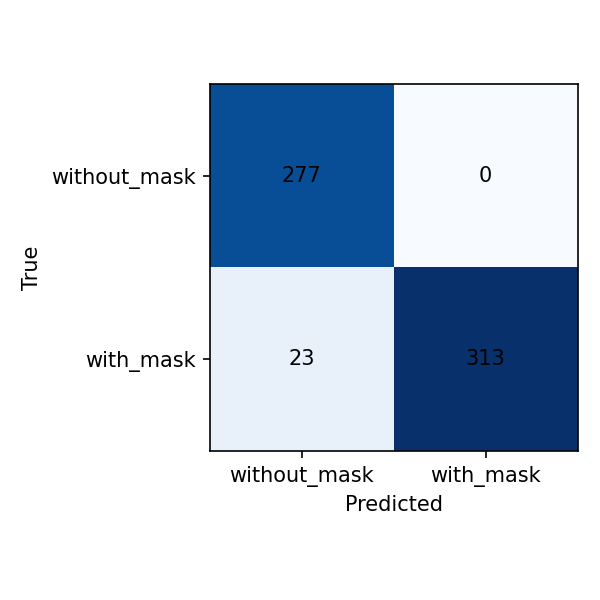 True
without_mask
277
0
with_mask
23
313
without_mask
with_mask
Predicted